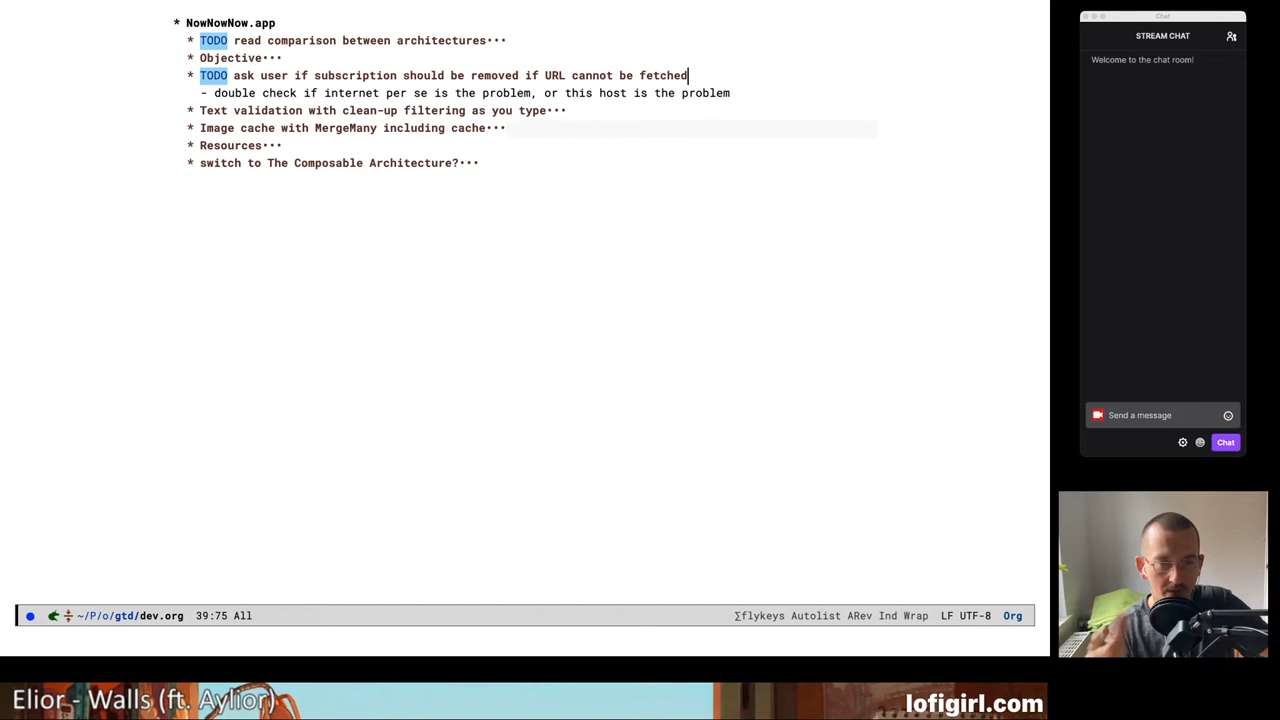 * NowNowNow.app
* TODO read comparison between architectures···
* Objective···
* TODO ask user if subscription should be removed if URL cannot be fetched
- double check if internet per se is the problem, or this host is the problem
* Text validation with clean-up filtering as you type···
* Image cache with MergeMany including cache···
* Resources···
* switch to The Composable Architecture?···
~/P/o/gtd/dev.org 39:75 All
∑flykeys Autolist ARev Ind Wrap LF UTF-8 Org
Chat
STREAM CHAT
Welcome to the chat room!
Send a message
Chat
Elior - Walls (ft. Aylior)
lofigirl.com